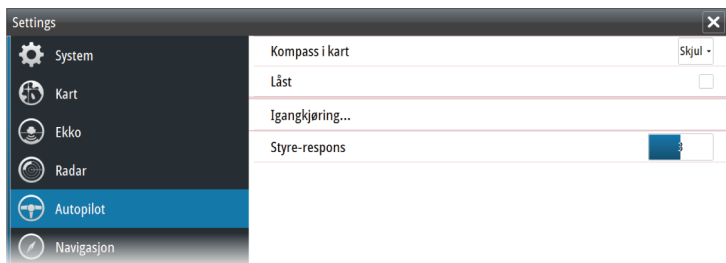 Settings
System
Kart
Ekko
Radar
Autopilot
Navigasjon
Kompass i kart
Skjul
Låst
Igangkjøring...
Styre-respons